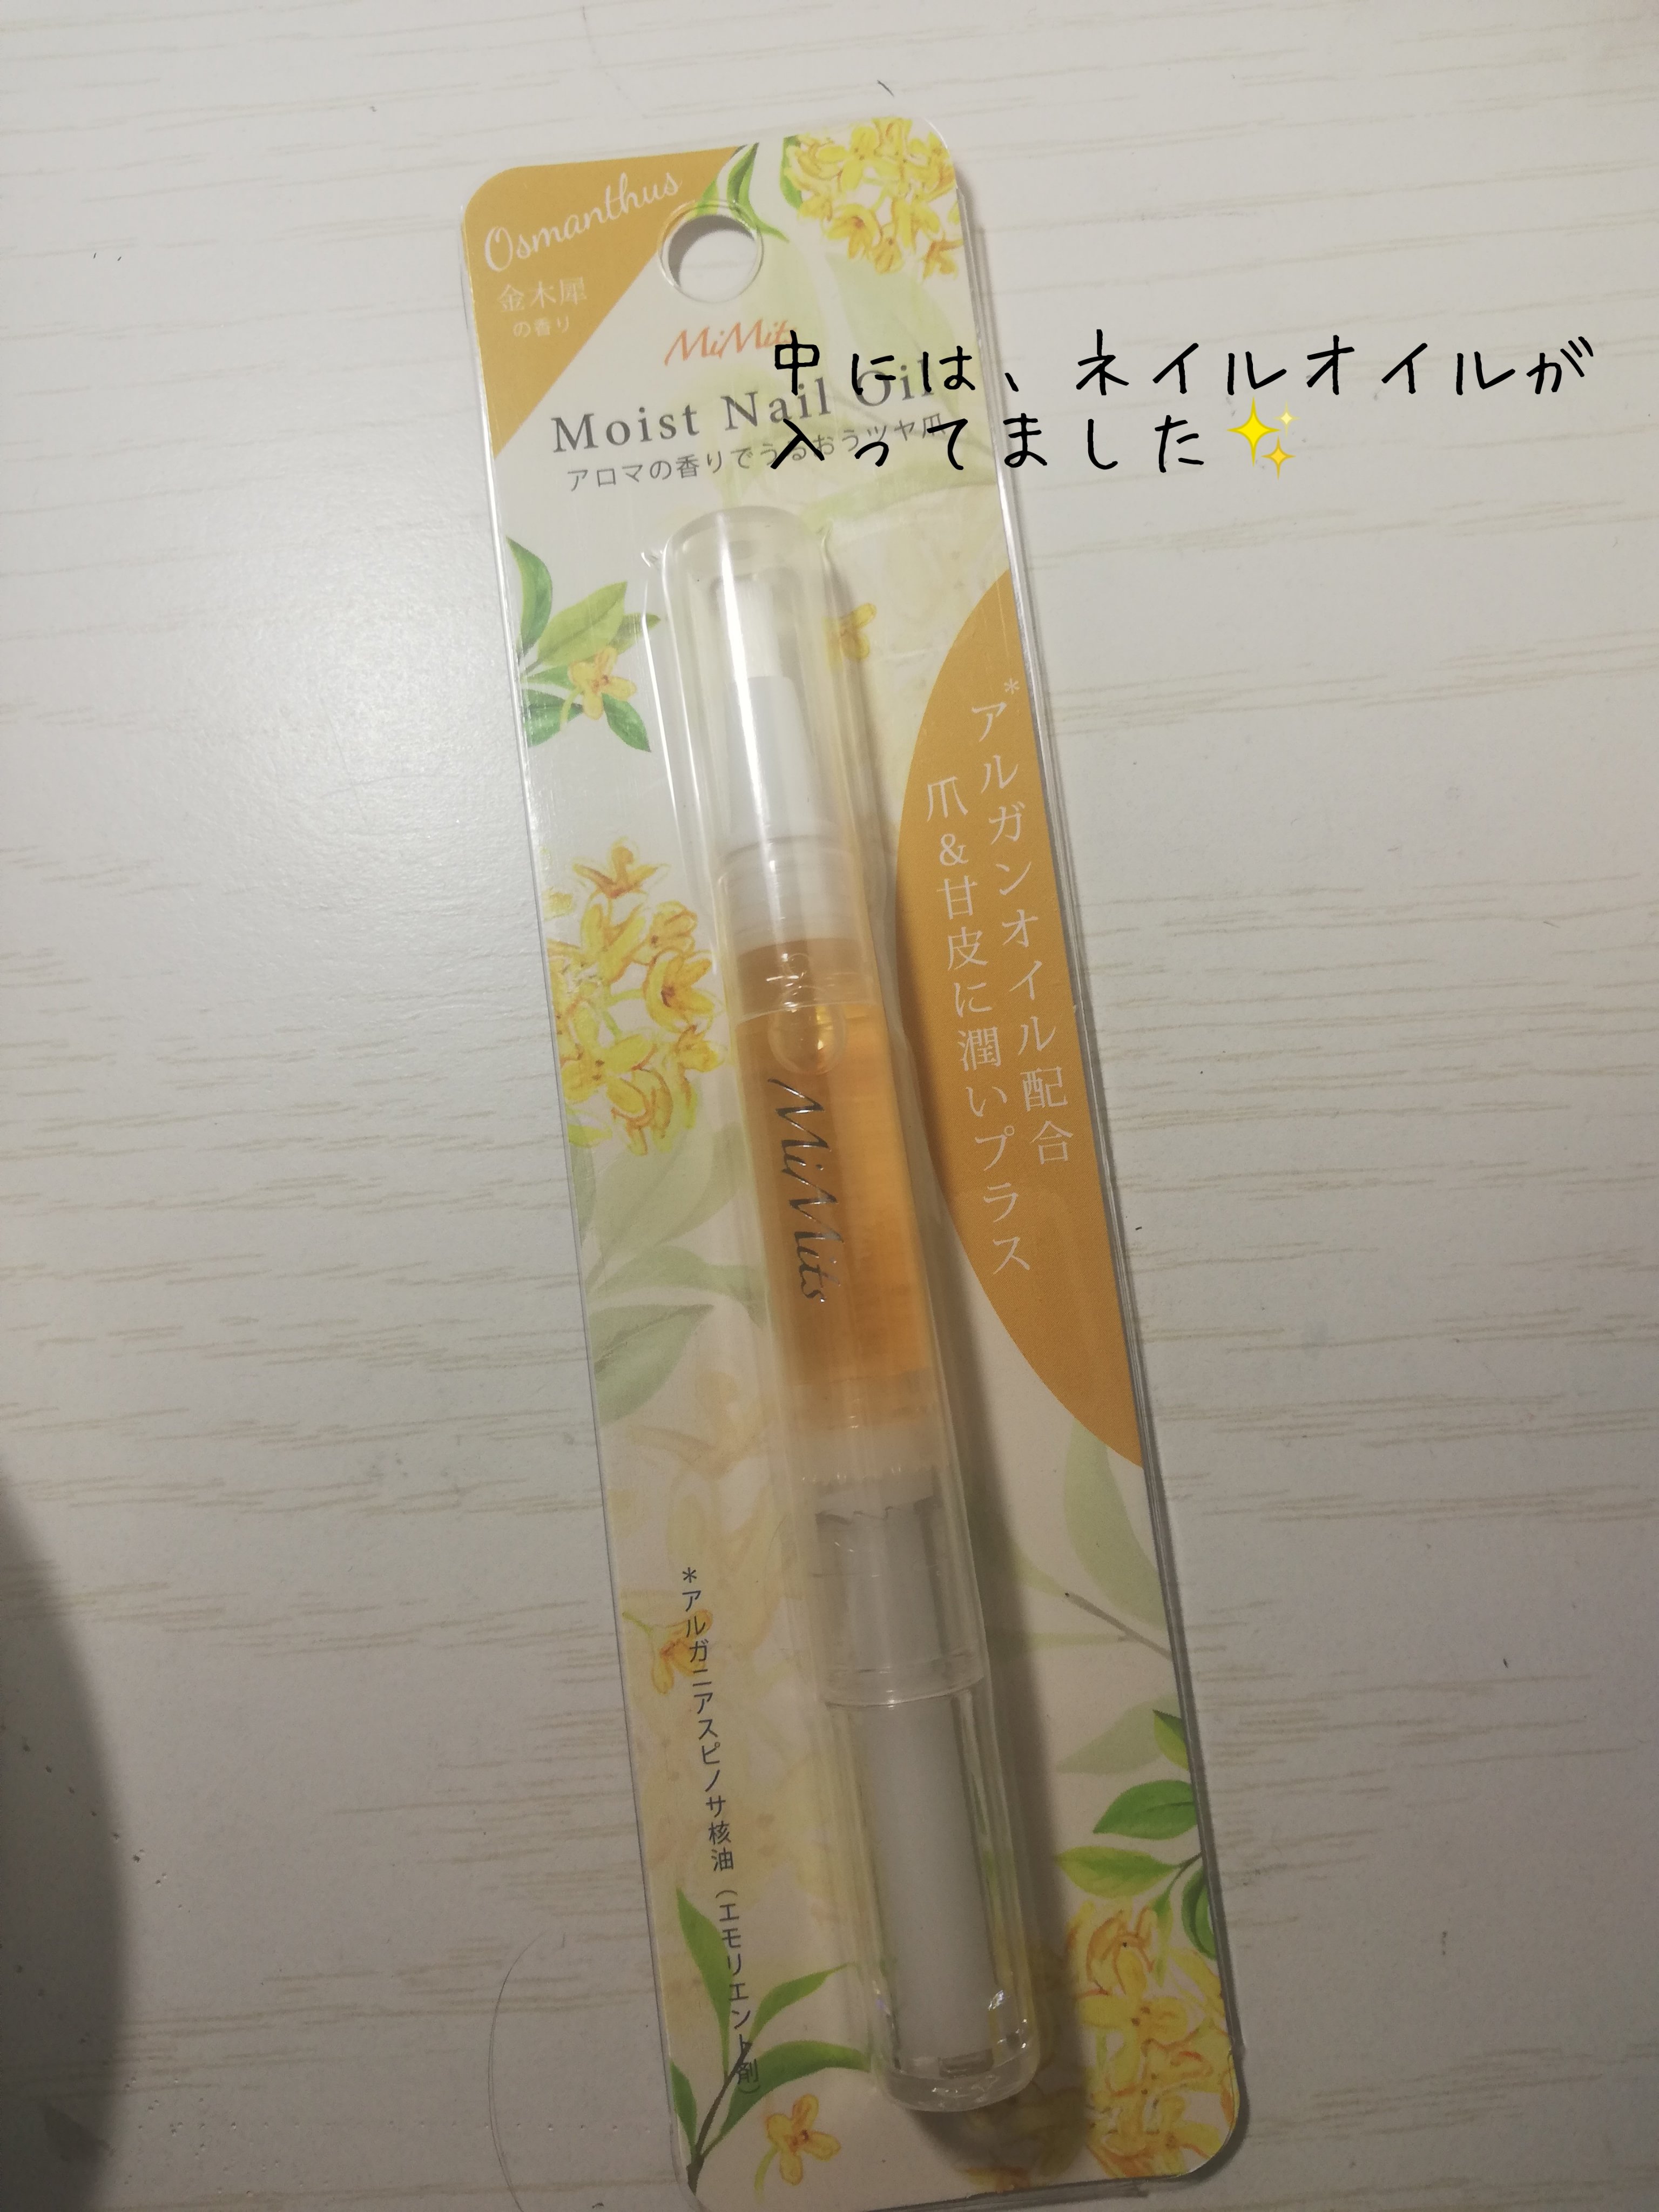 Osmanthus
金木犀
の香り
MiMits
Moist Nail Oil
アロマの香りでうるおうツヤ爪
中には、ネイルオイルが
入ってました✨
*アルガンオイル配合
爪&甘皮に潤いプラス
MiMits
*アルガニアスピノサ核油(エモリエント剤)